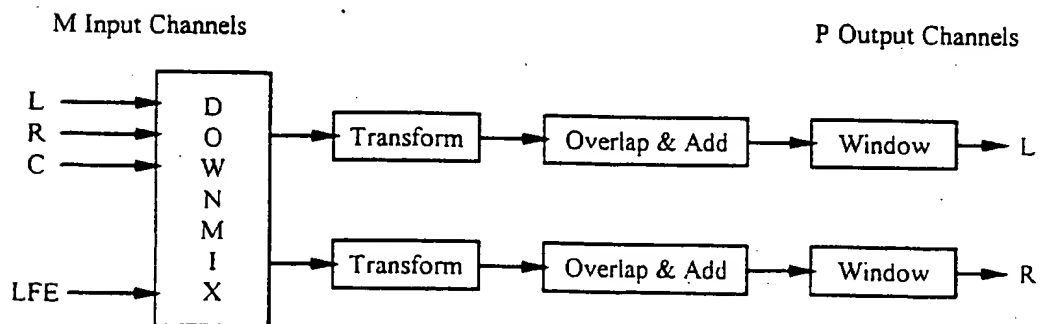 M Input Channels
P Output Channels
L
R
C
LFE
D
O
W
N
M
I
X
Transform
Overlap & Add
Window
L
Transform
Overlap & Add
Window
R